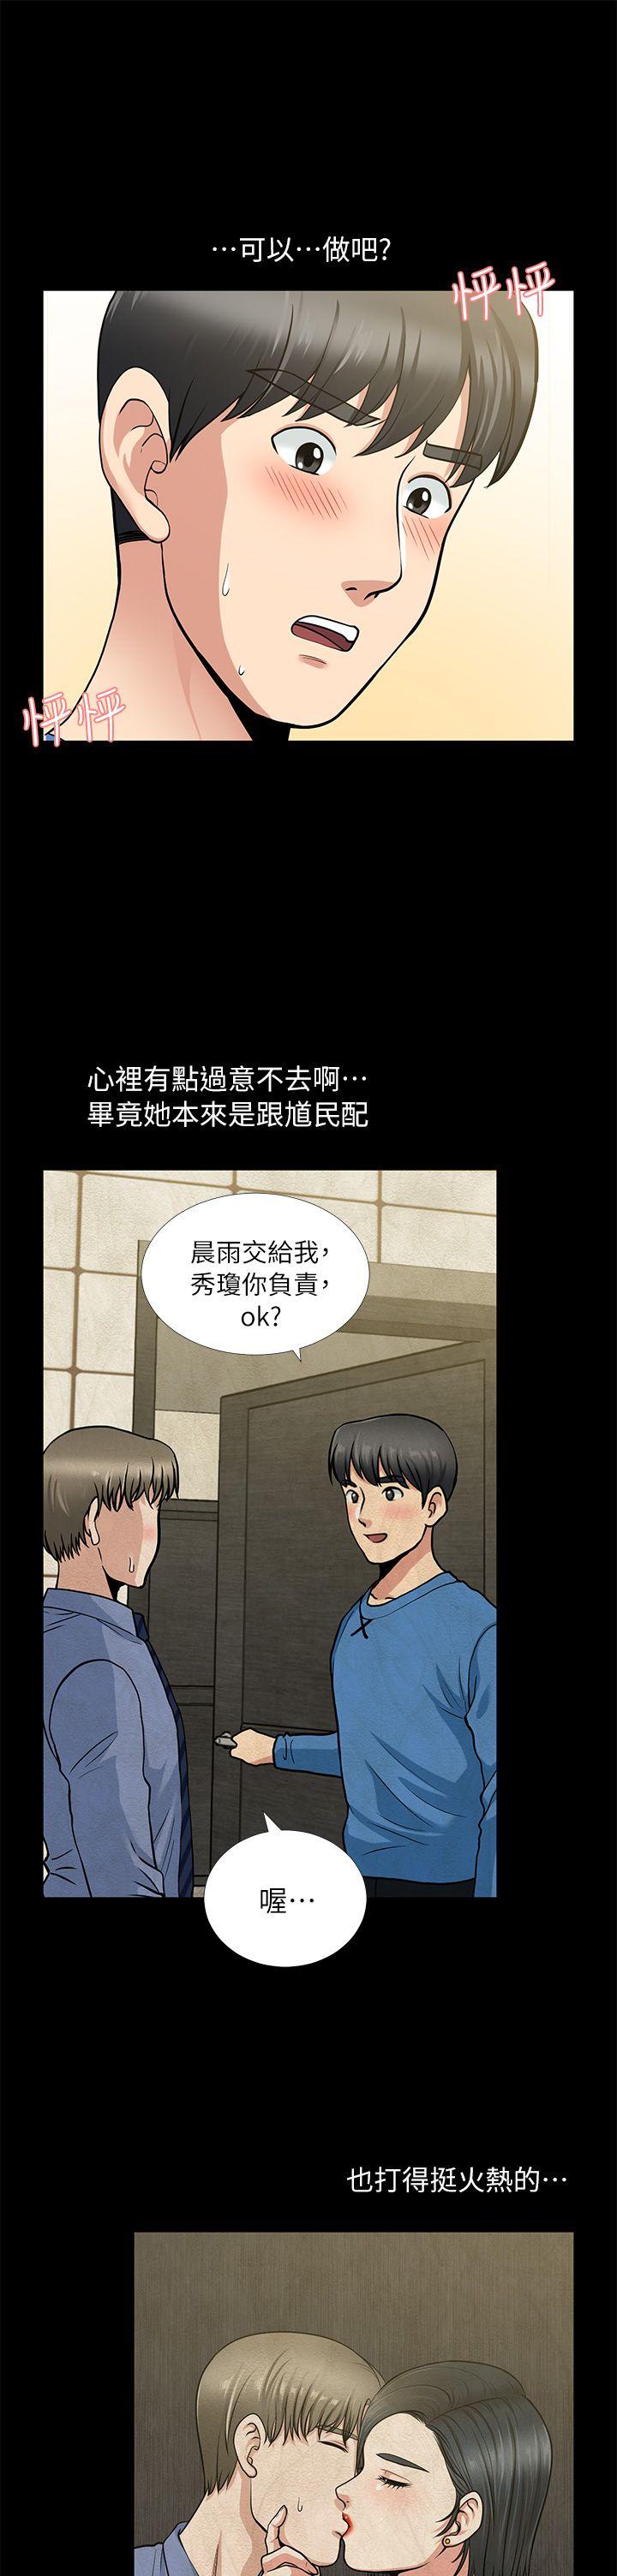 ⋯可以⋯做吧?
怦怦
怦怦
心裡有點過意不去啊⋯
畢竟她本來是跟馗民配
晨雨交給我，
秀瓊你負責，
ok?
喔⋯
也打得挺火熱的⋯